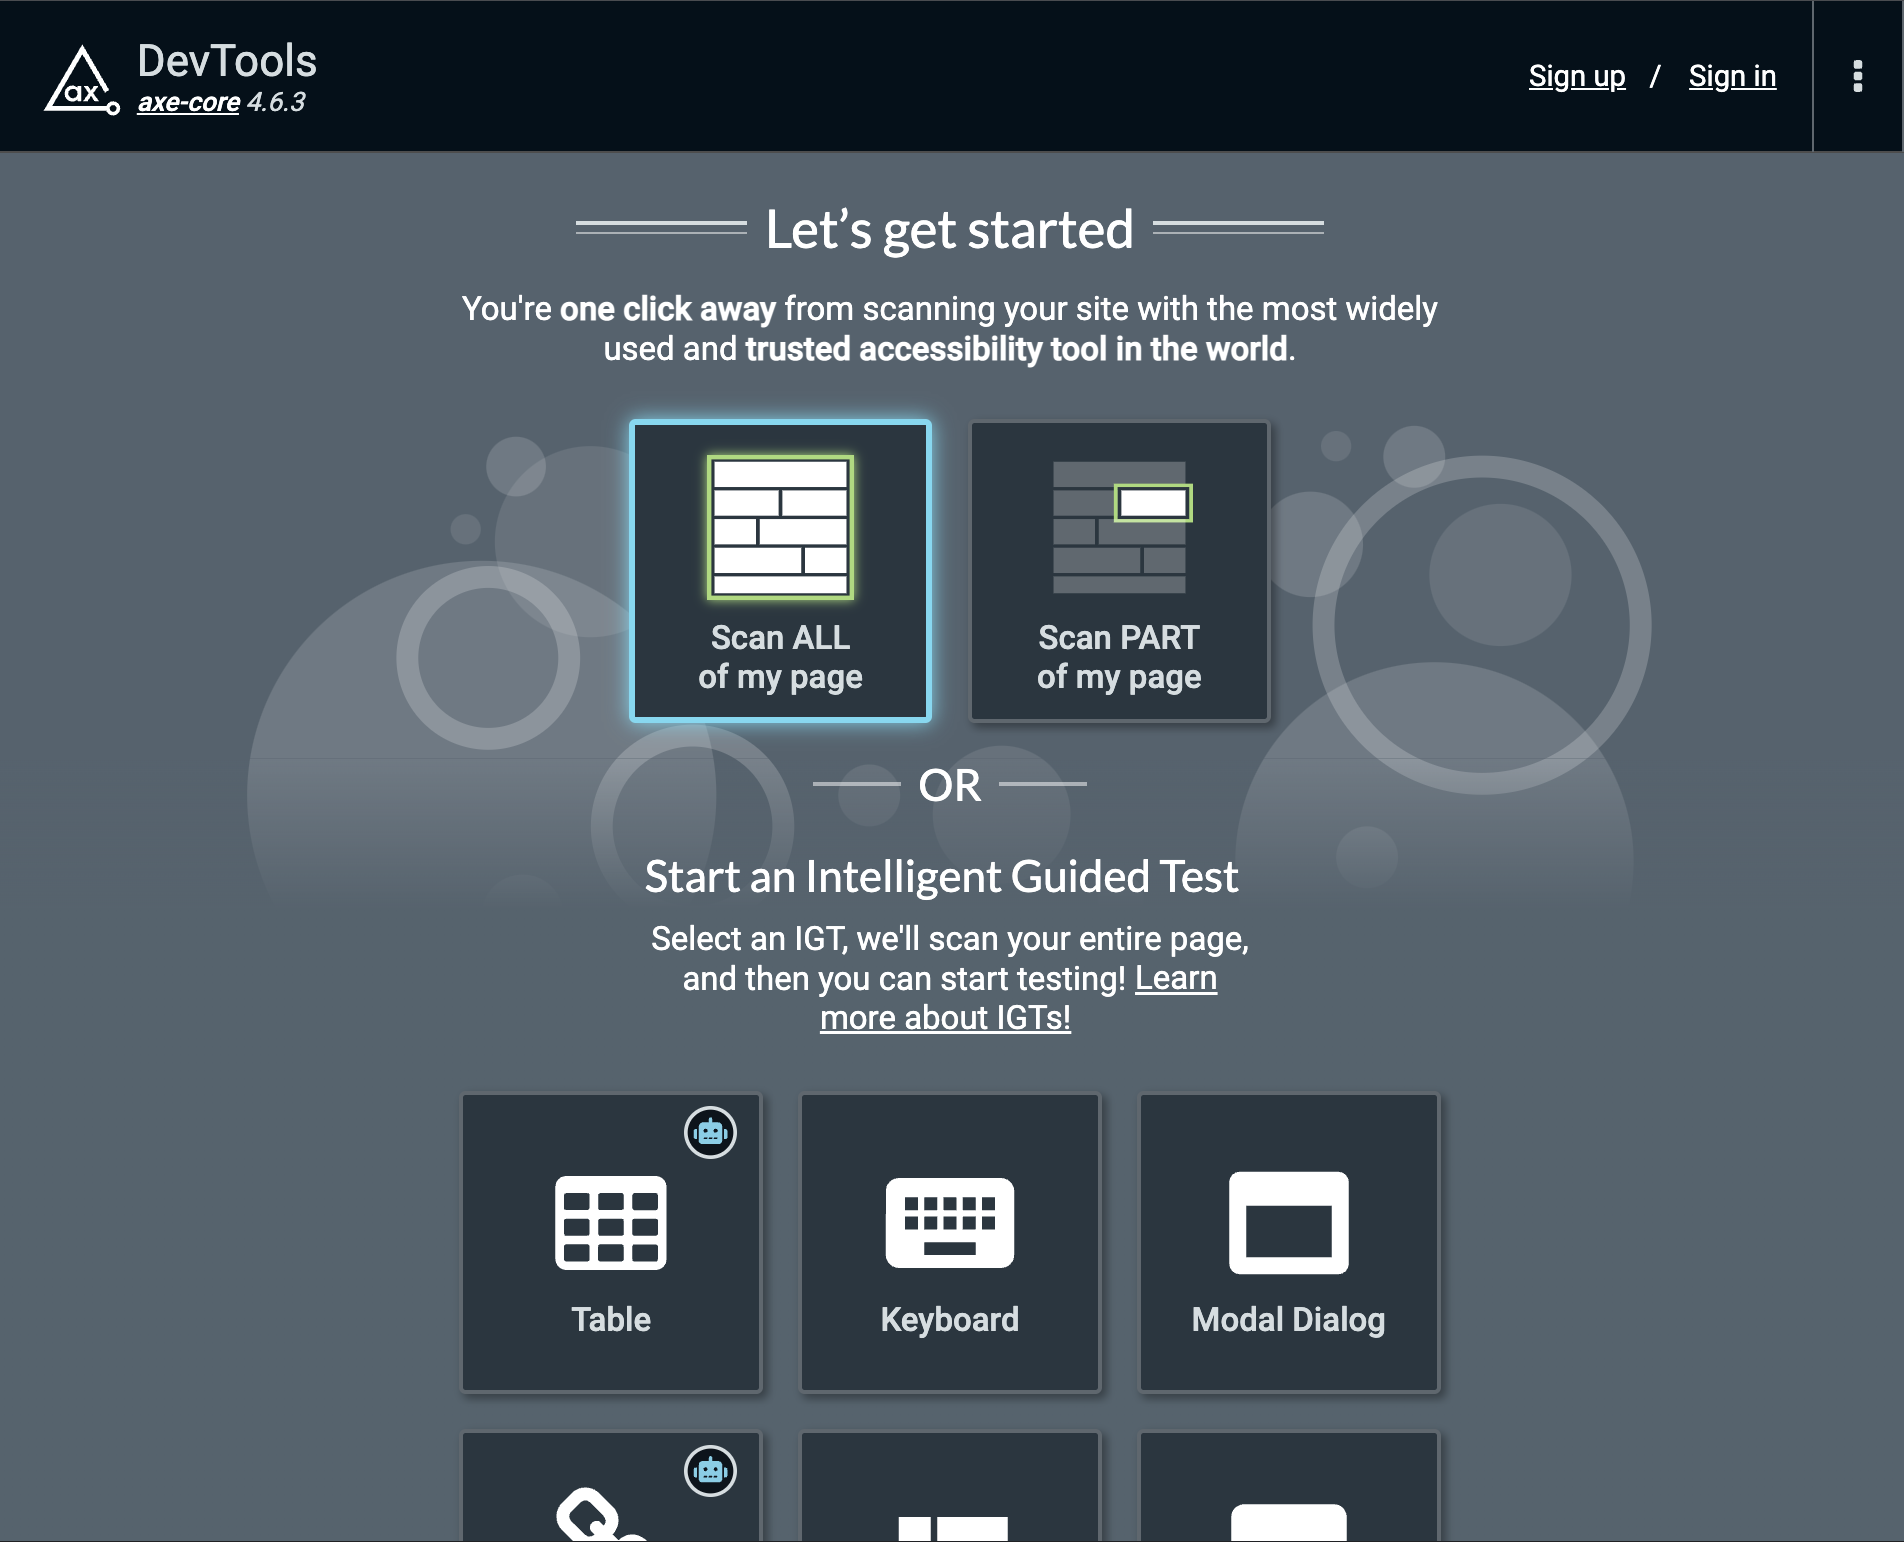 ax
DevTools
axe-core 4.6.3
Sign up / Sign in
Let’s get started
You're one click away from scanning your site with the most widely
used and trusted accessibility tool in the world.
Scan ALL
of my page
Scan PART
of my page
OR
Start an Intelligent Guided Test
Select an IGT, we'll scan your entire page,
and then you can start testing! Learn
more about IGTs!
Table
Keyboard
Modal Dialog